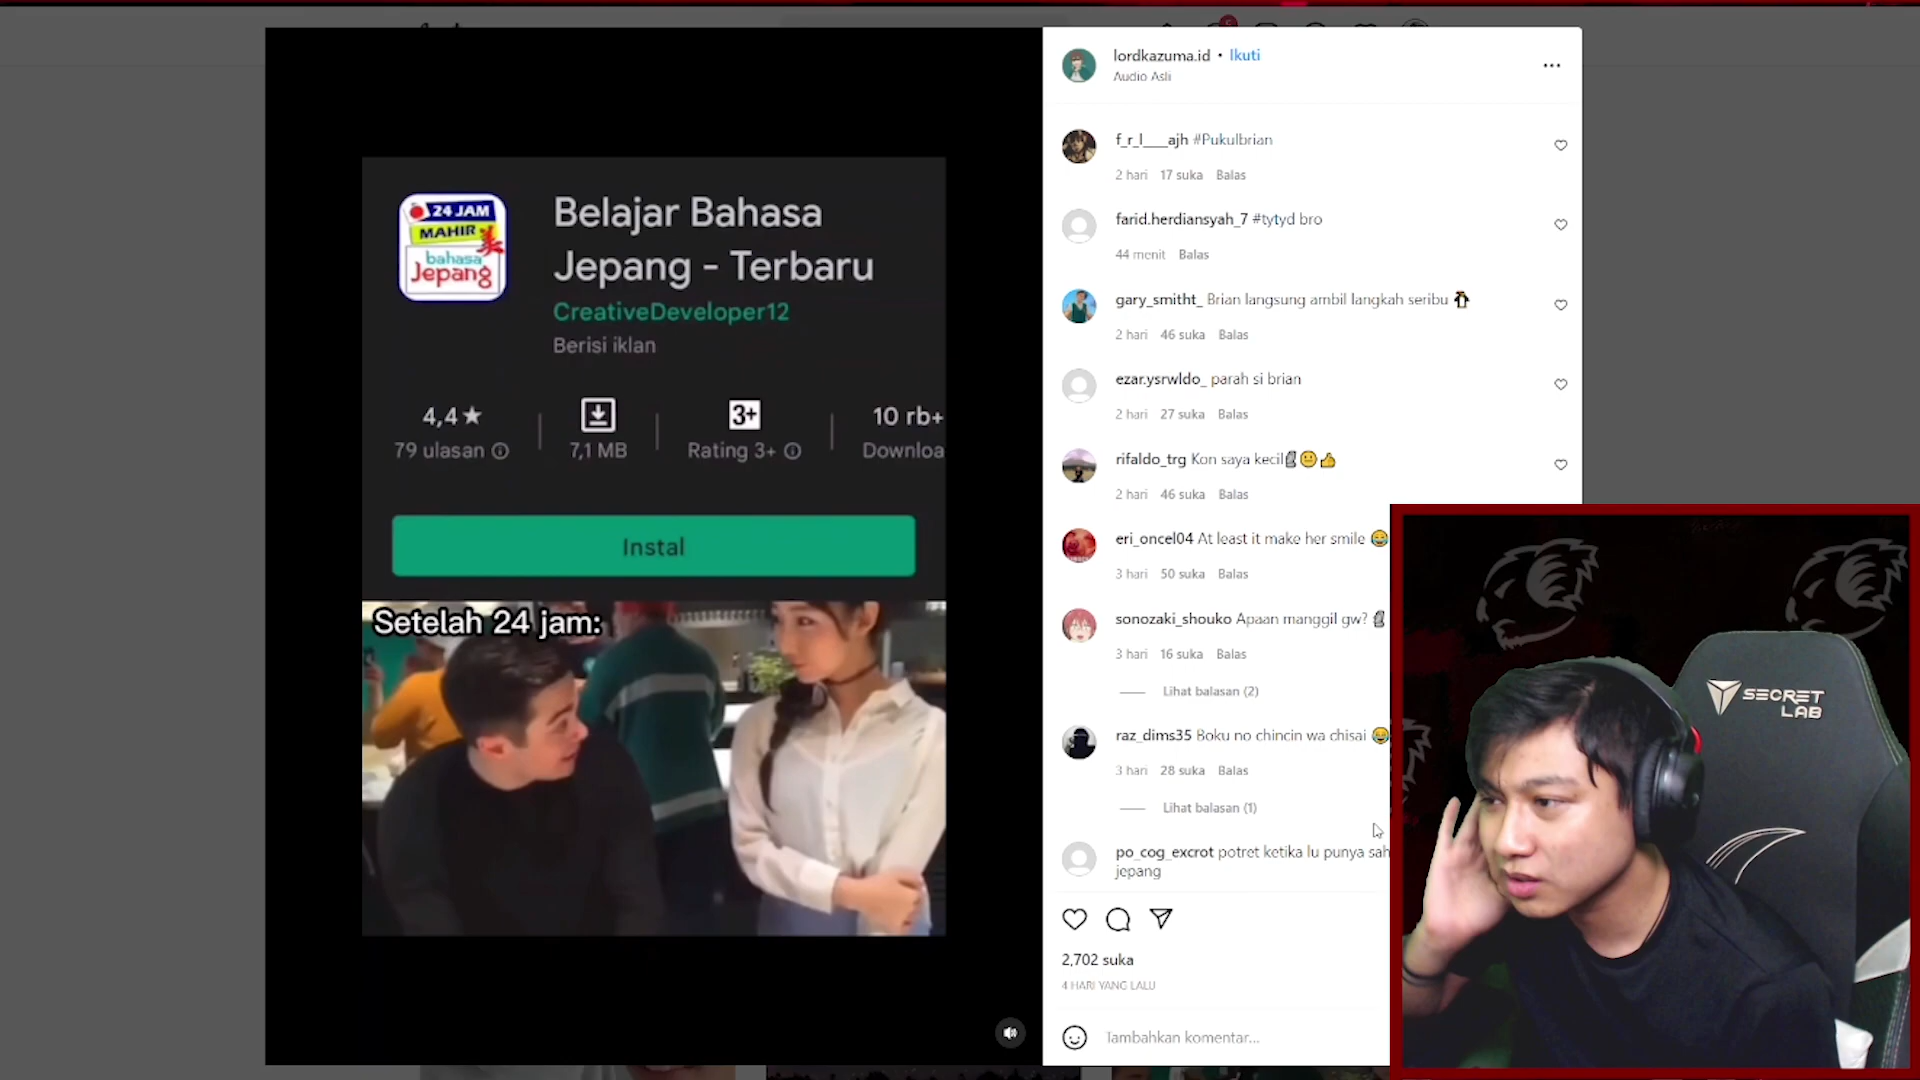 lordkazuma.id • Ikuti
Audio Asli
f_r_l___ajh #Pukulbrian
2 hari 17 suka Balas
farid.herdiansyah_7 #tytyd bro
44 menit Balas
gary_smitht_ Brian langsung ambil langkah seribu
2 hari 46 suka Balas
ezar.ysrwldo_ parah si brian
2 hari 27 suka Balas
rifaldo_trg Kon saya kecil🗿😐👍
2 hari 46 suka Balas
eri_oncel04 At least it make her smile 😂
3 hari 50 suka Balas
sonozaki_shouko Apaan manggil gw? 🗿
3 hari 16 suka Balas
Lihat balasan (2)
raz_dims35 Boku no chincin wa chisai 😂
3 hari 28 suka Balas
Lihat balasan (1)
po_cog_excrot potret ketika lu punya sah
jepang
2,702 suka
4 HARI YANG LALU
Tambahkan komentar...
24 JAM
MAHIR
bahasa
Jepang
Belajar Bahasa
Jepang - Terbaru
CreativeDeveloper12
Berisi iklan
4,4★
79 ulasan
7,1 MB
3+
Rating 3+
10 rb+
Downloa
Instal
Setelah 24 jam:
SECRET
LAB